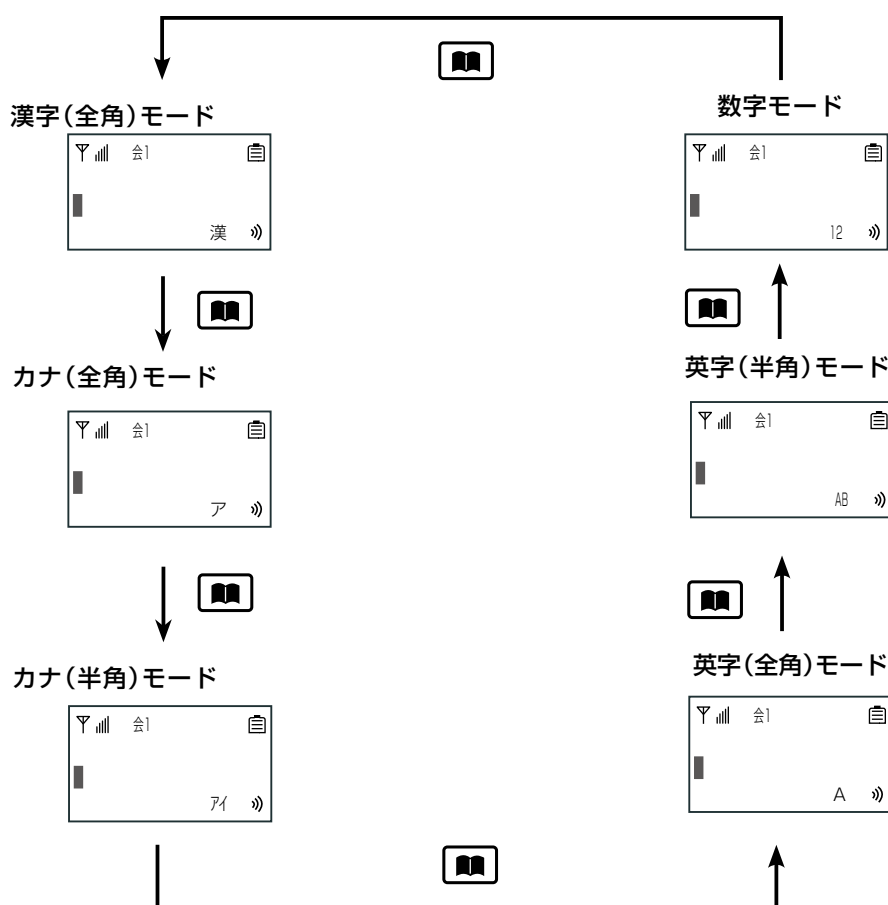 漢字(全角)モード
会1
漢
カナ(全角)モード
会1
ア
カナ(半角)モード
会1
ｱｲ
英字(全角)モード
会1
Ａ
英字(半角)モード
会1
AB
数字モード
会1
12